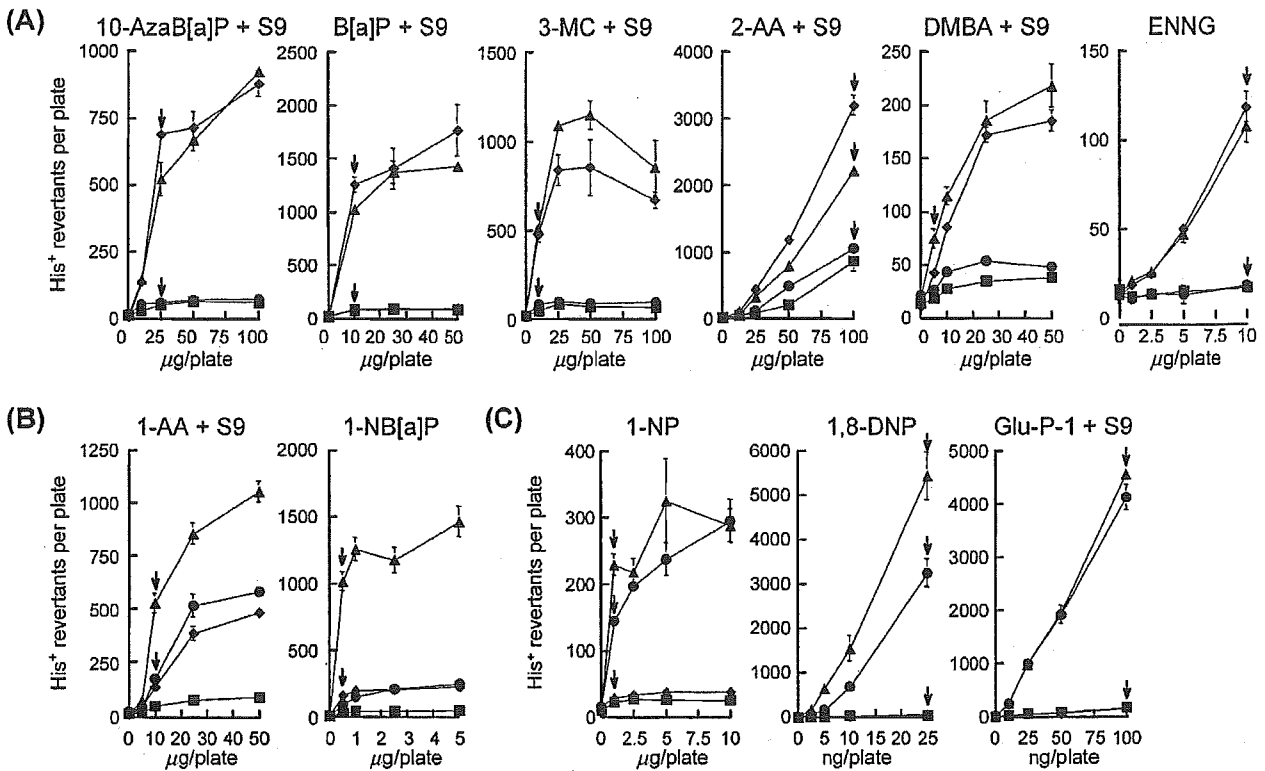 (A)
10-AzaB[a]P + S9
B[a]P + S9
3-MC + S9
2-AA + S9
DMBA + S9
ENNG
His+ revertants per plate
1000
750
500
250
0
0 25 50 75 100
µg/plate
2500
2000
1500
1000
500
0
0 10 20 30 40 50
µg/plate
1500
1000
500
0
0 25 50 75 100
µg/plate
4000
3000
2000
1000
0
0 25 50 75 100
µg/plate
250
200
150
100
50
0
0 10 20 30 40 50
µg/plate
150
100
50
0
0 2.5 5 7.5 10
µg/plate
(B)
1-AA + S9
1-NB[a]P
His+ revertants per plate
1250
1000
750
500
250
0
0 10 20 30 40 50
µg/plate
2000
1500
1000
500
0
0 1 2 3 4 5
µg/plate
(C)
1-NP
1,8-DNP
Glu-P-1 + S9
His+ revertants per plate
400
300
200
100
0
0 2.5 5 7.5 10
µg/plate
6000
5000
4000
3000
2000
1000
0
0 5 10 15 20 25
ng/plate
5000
4000
3000
2000
1000
0
0 25 50 75 100
ng/plate